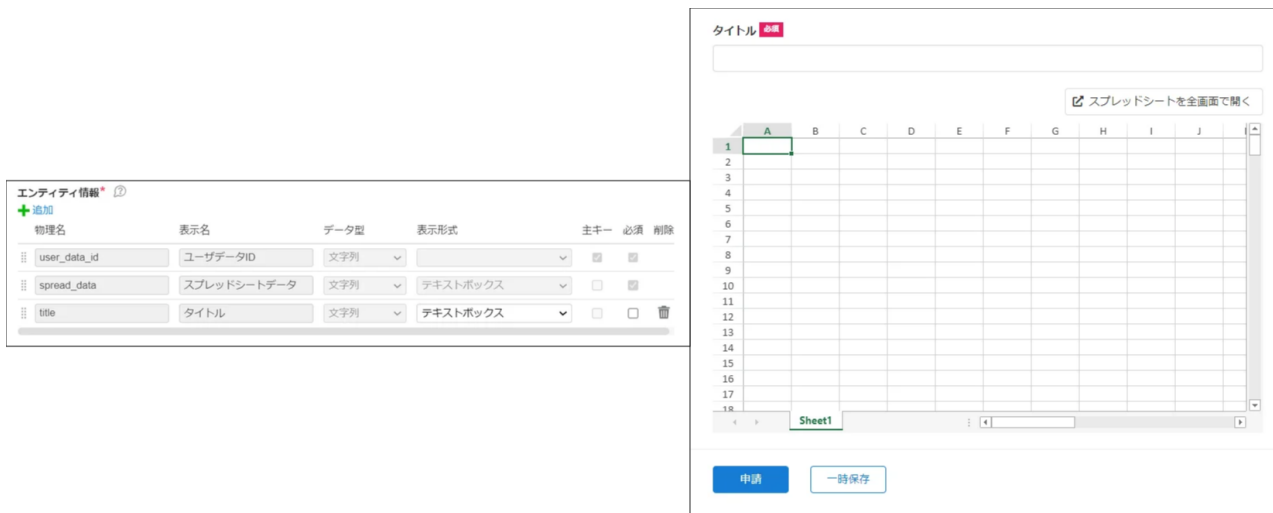 エンティティ情報*
追加
物理名 表示名 データ型 表示形式 主キー 必須 削除
user_data_id ユーザデータID 文字列
spread_data スプレッドシートデータ 文字列 テキストボックス
title タイトル 文字列 テキストボックス
タイトル 必須
スプレッドシートを全画面で開く
A B C D E F G H I J
1
2
3
4
5
6
7
8
9
10
11
12
13
14
15
16
17
18
Sheet1
申請 一時保存